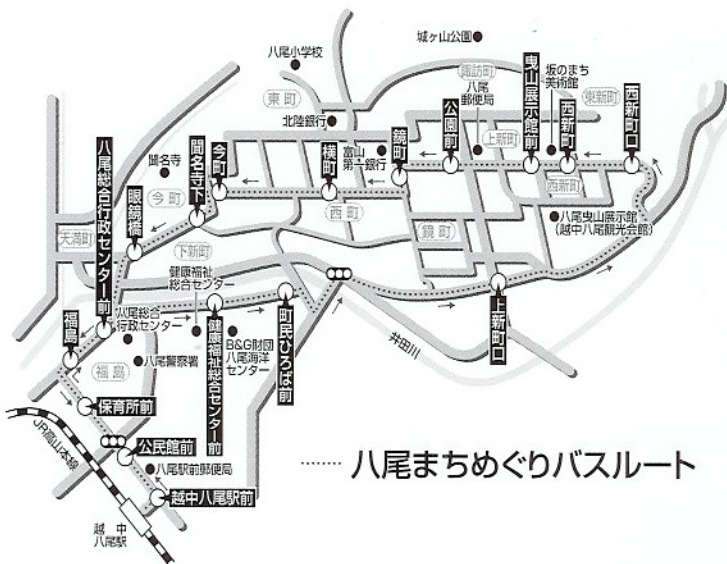 城ヶ山公園
八尾小学校
諏訪町
東町
八尾
郵便局
曳山展示館前
坂のまち
美術館
東新町
西新町口
北陸銀行
公園前
上新町
西新町
八尾総合行政センター前
聞名寺
聞名寺下
今町
横町
富山
第一銀行
鏡町
今町
眼鏡橋
西町
西新町
八尾曳山展示館
(越中八尾観光会館)
天満町
下新町
鏡町
健康福祉
総合センター
上新町口
福島
八尾総合
行政センター
健康福祉総合センター前
町民ひろば前
井田川
B&G財団
八尾海洋
センター
八尾警察署
福島
保育所前
公民館前
八尾駅前郵便局
JR高山本線
越中八尾駅前
越中
八尾駅
八尾まちめぐりバスルート